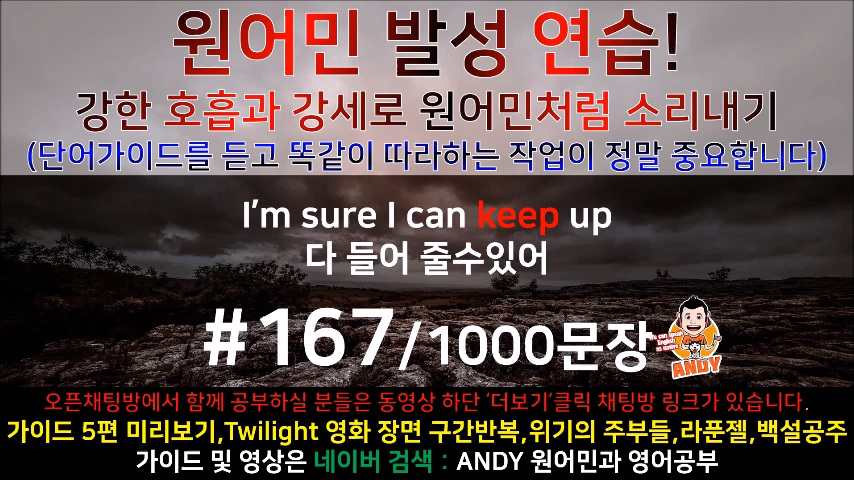 원어민 발성 연습!
강한 호흡과 강세로 원어민처럼 소리내기
(단어가이드를 듣고 똑같이 따라하는 작업이 정말 중요합니다)
I'm sure I can keep up
다 들어 줄수있어
#167/1000문장
We can speak
English
as native
ANDY
오픈채팅방에서 함께 공부하실 분들은 동영상 하단 '더보기'클릭 채팅방 링크가 있습니다.
가이드 5편 미리보기,Twilight 영화 장면 구간반복,위기의 주부들,라푼젤,백설공주
가이드 및 영상은 네이버 검색 : ANDY 원어민과 영어공부